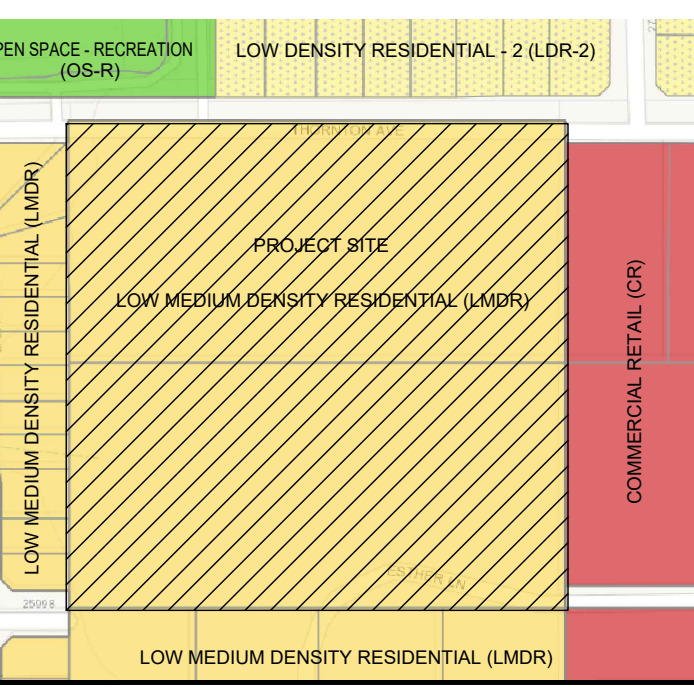 PEN SPACE - RECREATION
(OS-R)
LOW DENSITY RESIDENTIAL - 2 (LDR-2)
THORNTON AVE
LOW MEDIUM DENSITY RESIDENTIAL (LMDR)
PROJECT SITE
LOW MEDIUM DENSITY RESIDENTIAL (LMDR)
COMMERCIAL RETAIL (CR)
ESTHER LN
25098
LOW MEDIUM DENSITY RESIDENTIAL (LMDR)